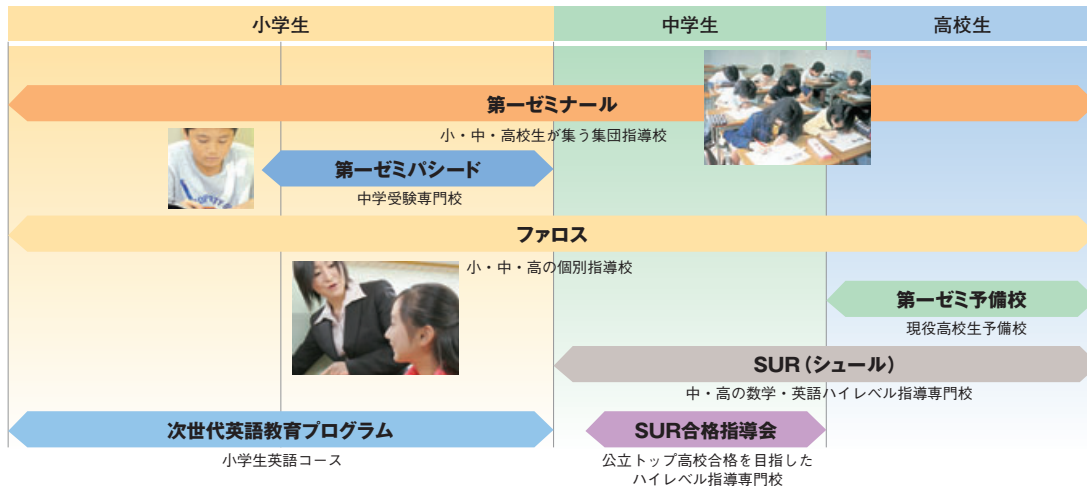 小学生
中学生
高校生
第一ゼミナール
小・中・高校生が集う集団指導校
第一ゼミパシード
中学受験専門校
ファロス
小・中・高の個別指導校
第一ゼミ予備校
現役高校生予備校
SUR（シュール）
中・高の数学・英語ハイレベル指導専門校
次世代英語教育プログラム
小学生英語コース
SUR合格指導会
公立トップ高校合格を目指した
ハイレベル指導専門校